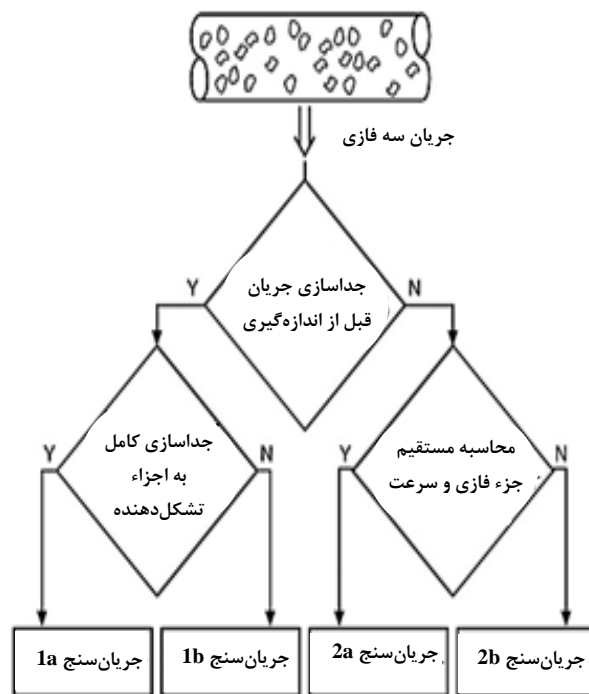 جریان سه فازی
جداسازی جریان
قبل از اندازه‌گیری
Y
N
جداسازی کامل
به اجزاء
تشکل‌دهنده
Y
N
محاسبه مستقیم
جزء فازی و سرعت
Y
N
جریان‌سنج 1a
جریان‌سنج 1b
جریان‌سنج 2a
جریان‌سنج 2b